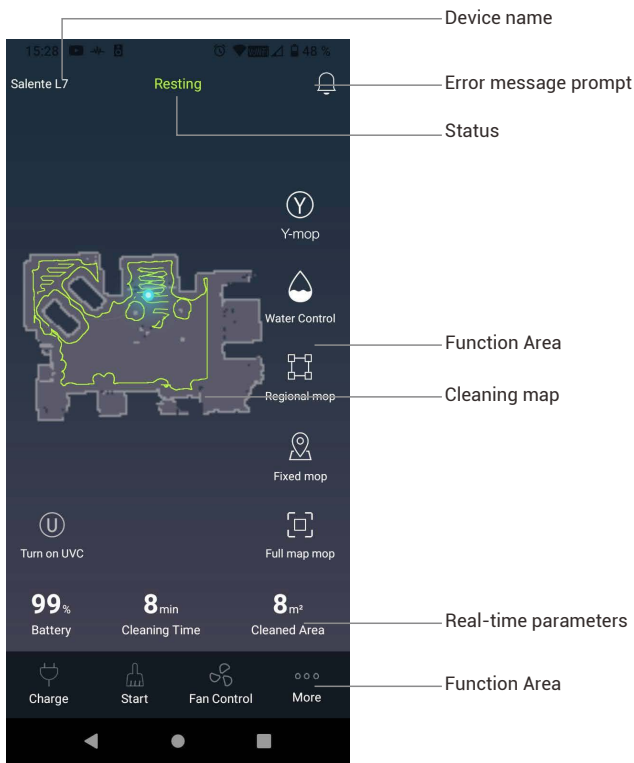 Device name
15:28 48 %
Salente L7 Resting Error message prompt
Status
Y
Y-mop
Water Control
Function Area
Regional mop Cleaning map
Fixed mop
U
Turn on UVC Full map mop
99% 8min 8m²
Battery Cleaning Time Cleaned Area Real-time parameters
Charge Start Fan Control More Function Area